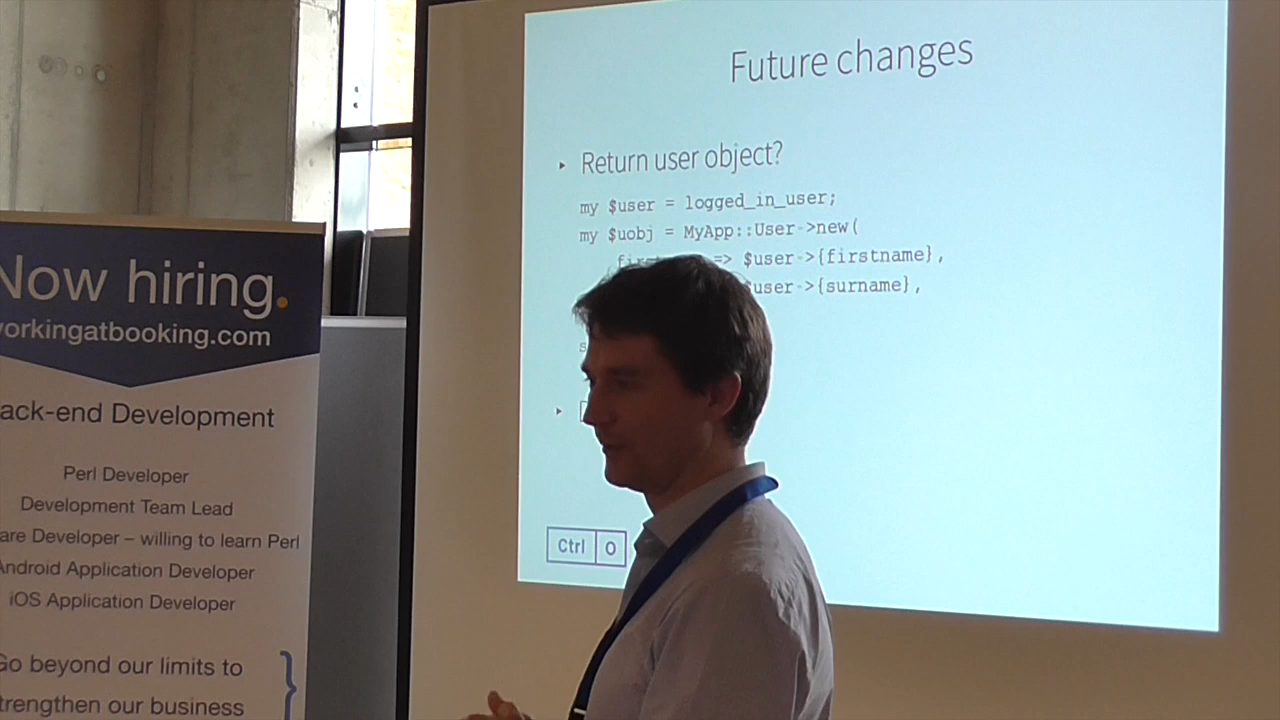 Now hiring.
orkingatbooking.com
ack-end Development
Perl Developer
Development Team Lead
are Developer – willing to learn Perl
Android Application Developer
iOS Application Developer
Go beyond our limits to
trengthen our business
}
Future changes
‣ Return user object?
my $user = logged_in_user;
my $uobj = MyApp::User->new(
=> $user->{firstname},
user->{surname},
Ctrl O